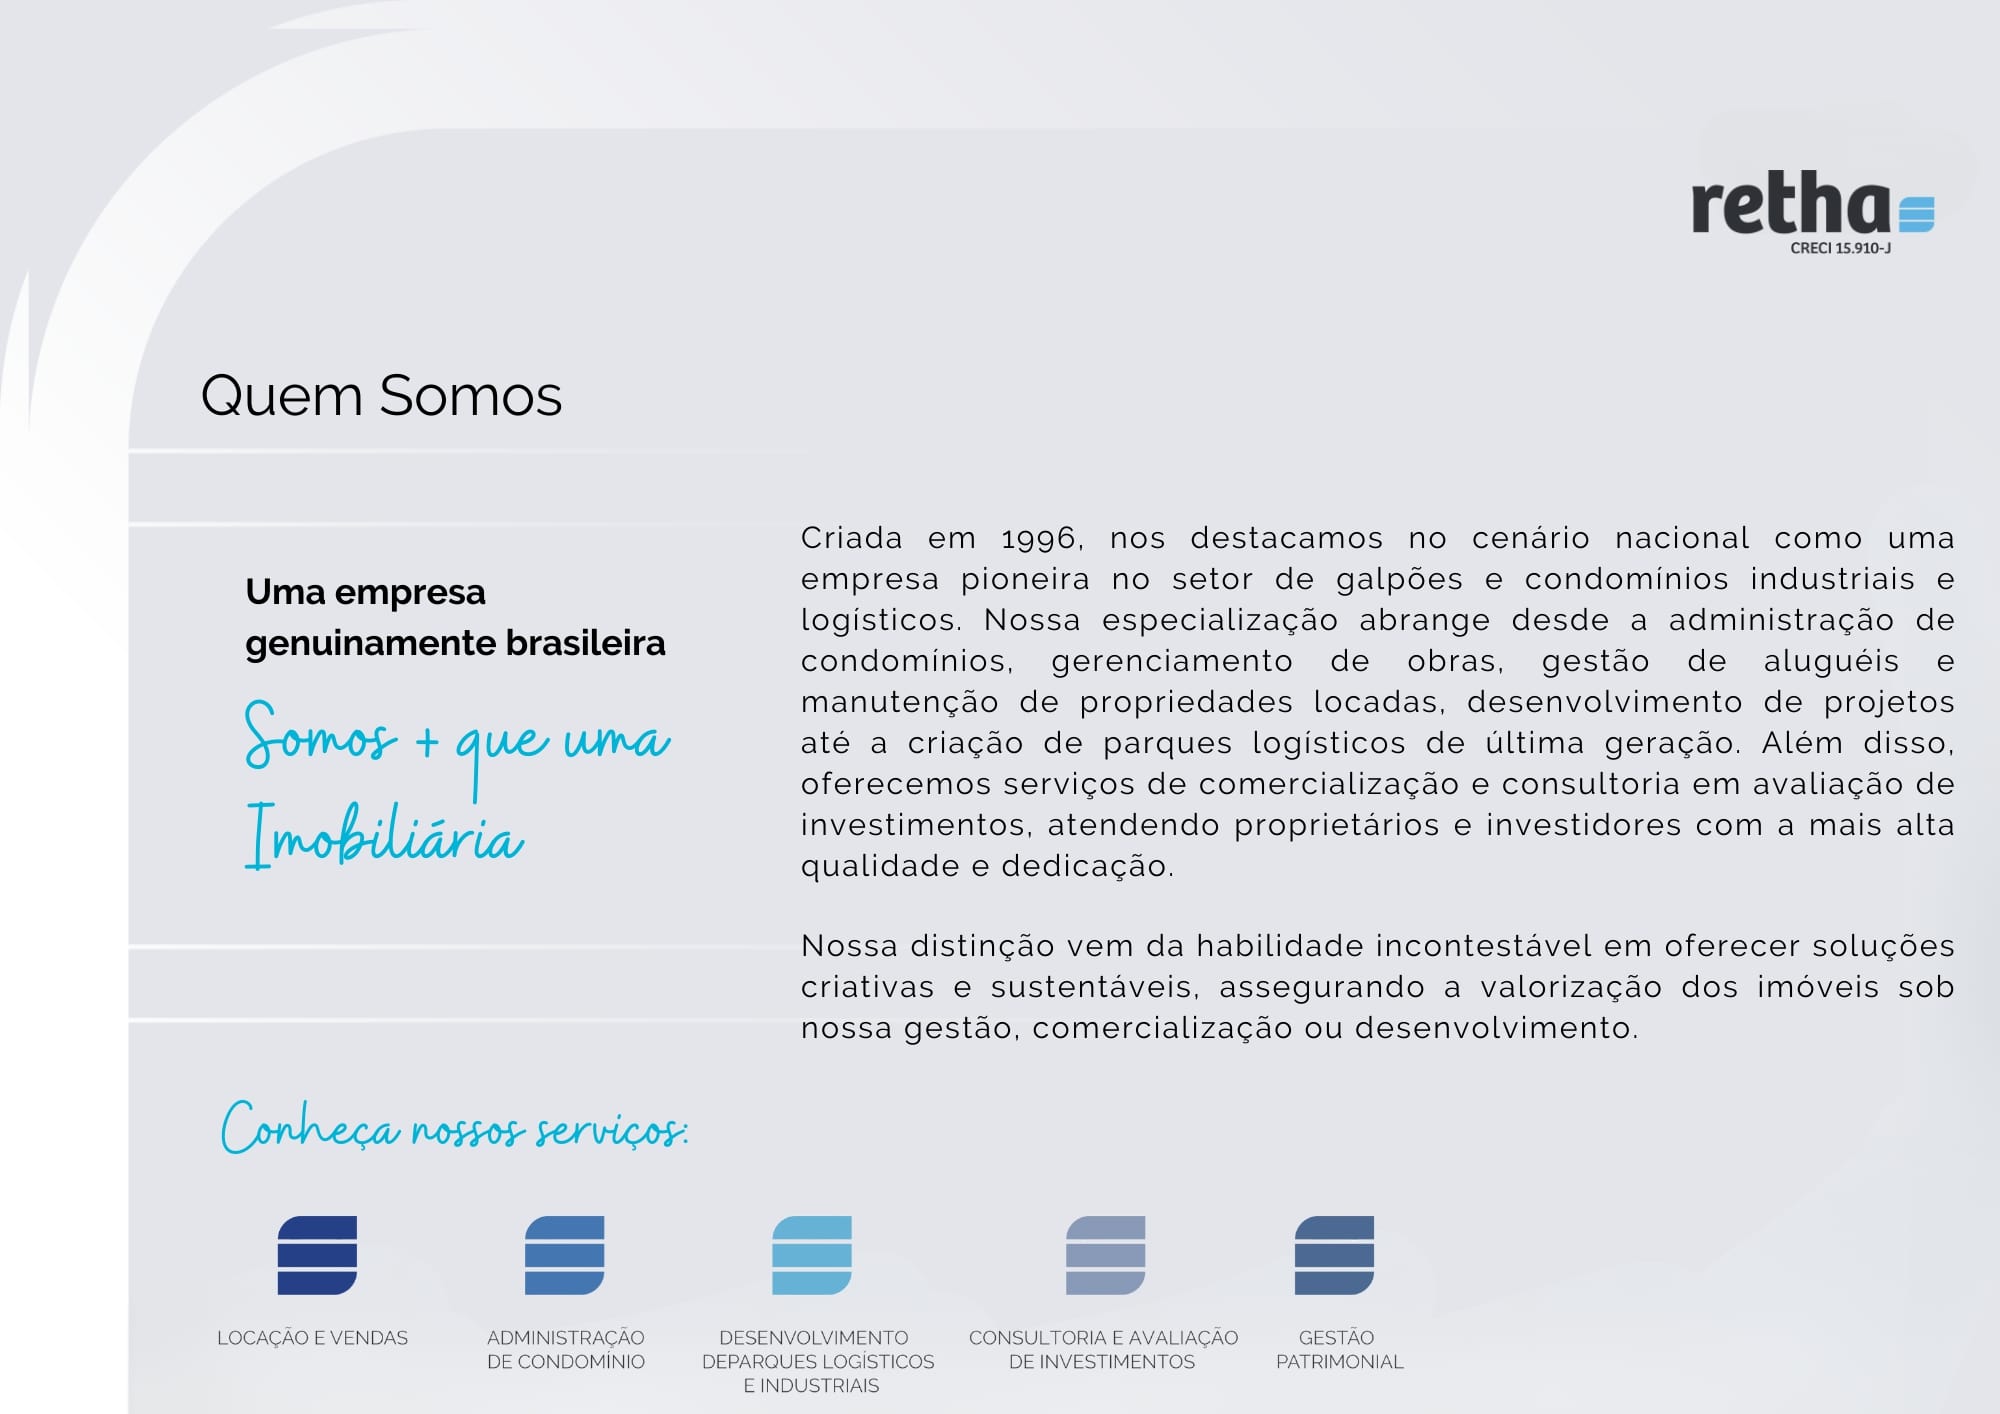 retha
CRECI 15.910-J
Quem Somos
Uma empresa
genuinamente brasileira
Somos + que uma
Imobiliária
Criada em 1996, nos destacamos no cenário nacional como uma
empresa pioneira no setor de galpões e condomínios industriais e
logísticos. Nossa especialização abrange desde a administração de
condomínios, gerenciamento de obras, gestão de aluguéis e
manutenção de propriedades locadas, desenvolvimento de projetos
até a criação de parques logísticos de última geração. Além disso,
oferecemos serviços de comercialização e consultoria em avaliação de
investimentos, atendendo proprietários e investidores com a mais alta
qualidade e dedicação.
Nossa distinção vem da habilidade incontestável em oferecer soluções
criativas e sustentáveis, assegurando a valorização dos imóveis sob
nossa gestão, comercialização ou desenvolvimento.
Conheça nossos serviços:
LOCAÇÃO E VENDAS
ADMINISTRAÇÃO
DE CONDOMÍNIO
DESENVOLVIMENTO
DEPARQUES LOGÍSTICOS
E INDUSTRIAIS
CONSULTORIA E AVALIAÇÃO
DE INVESTIMENTOS
GESTÃO
PATRIMONIAL